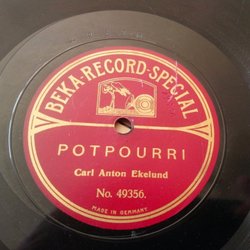 BEKA-RECORD-SPECIAL
POTPOURRI
Carl Anton Ekelund
No. 49356.
MADE IN GERMANY